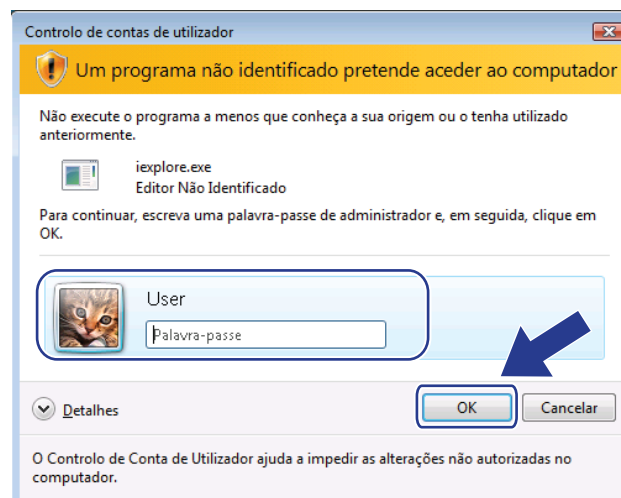 Controlo de contas de utilizador
Um programa não identificado pretende aceder ao computador
Não execute o programa a menos que conheça a sua origem ou o tenha utilizado
anteriormente.
iexplore.exe
Editor Não Identificado
Para continuar, escreva uma palavra-passe de administrador e, em seguida, clique em
OK.
User
Palavra-passe
Detalhes
OK
Cancelar
O Controlo de Conta de Utilizador ajuda a impedir as alterações não autorizadas no
computador.